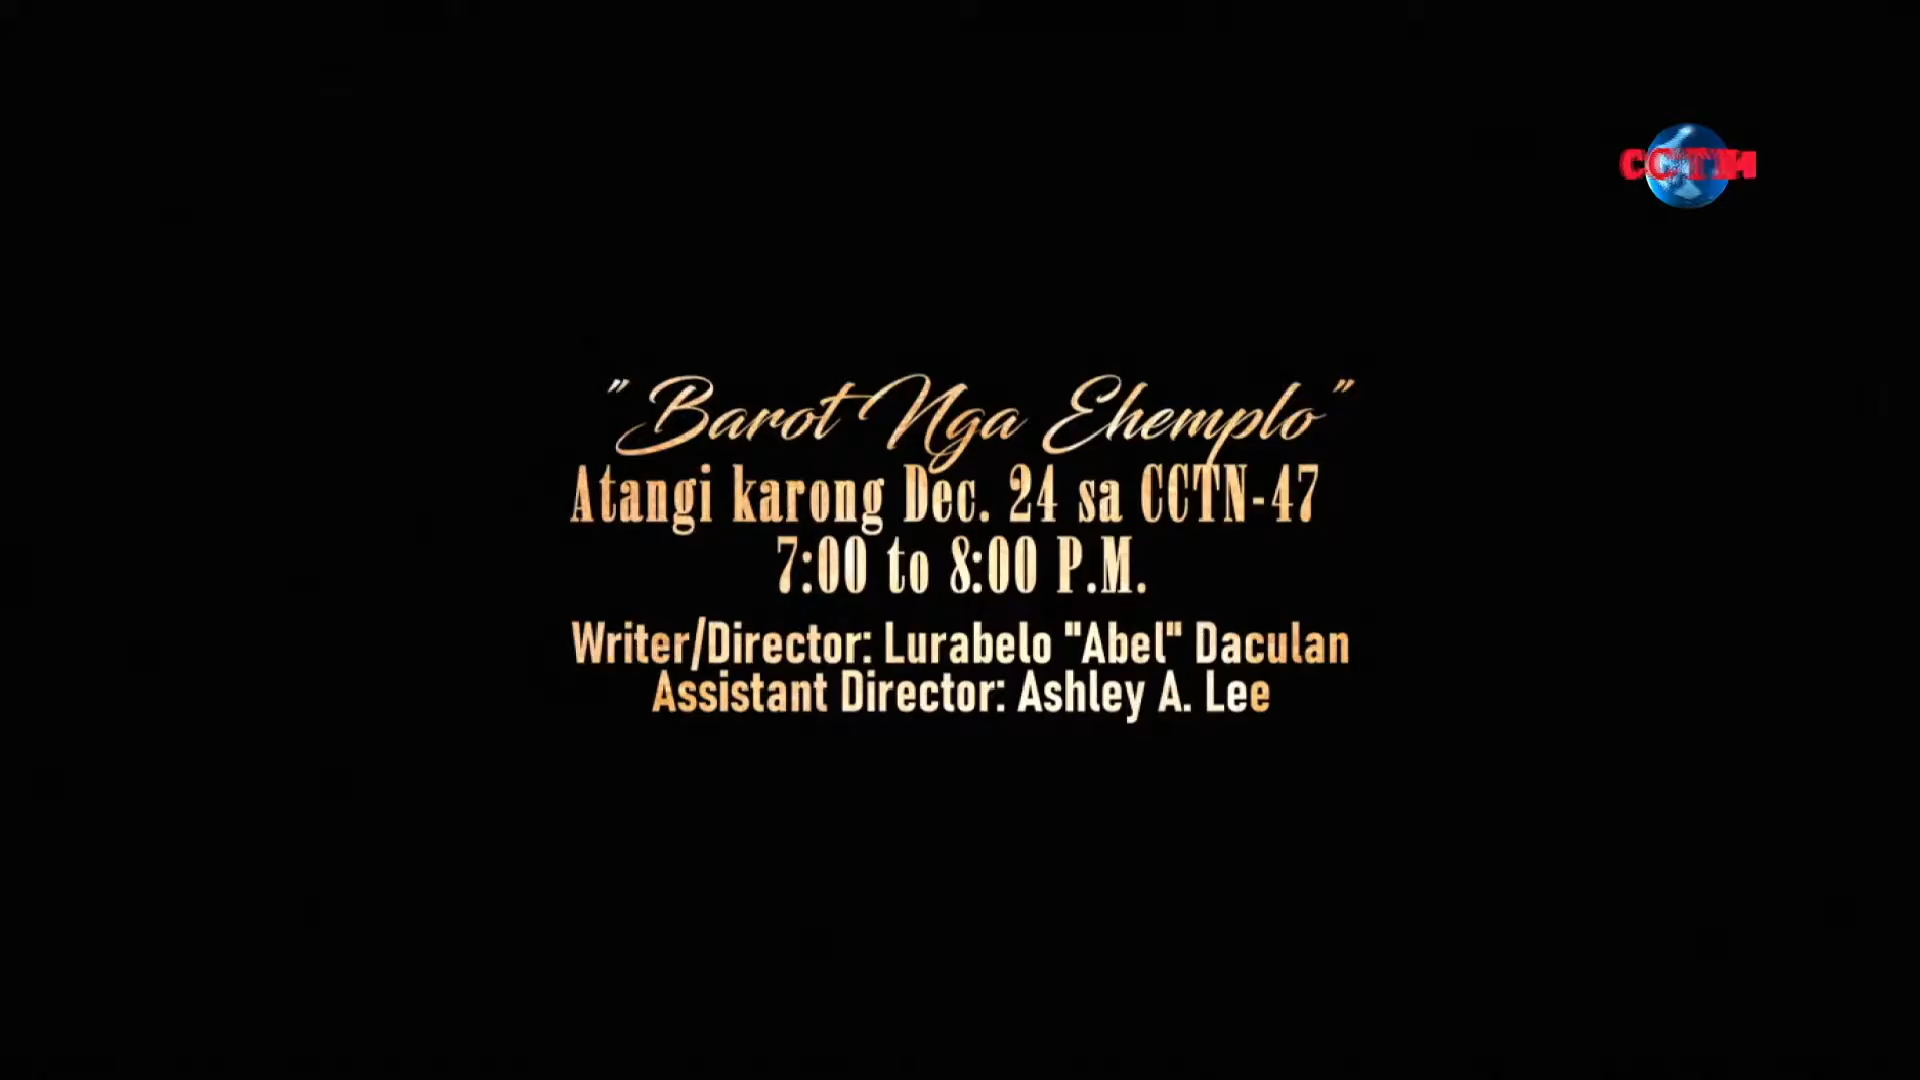 CCTN
"Barot Nga Ehemplo"
Atangi karong Dec. 24 sa CCTN-47
7:00 to 8:00 P.M.
Writer/Director: Lurabelo "Abel" Daculan
Assistant Director: Ashley A. Lee